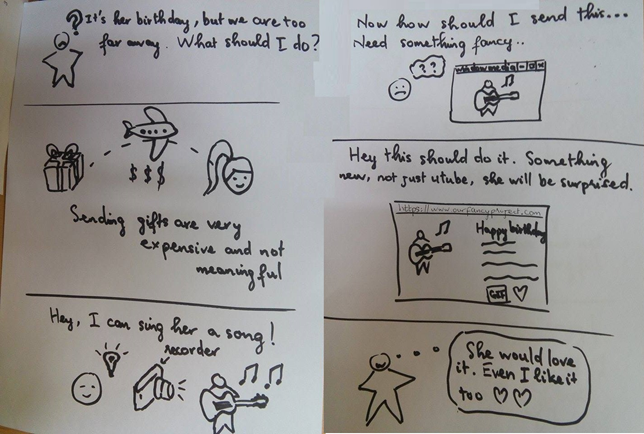 It's her birthday, but we are too
far away. What should I do?
$ $ $
Sending gifts are very
expensive and not
meaningful
Hey, I can sing her a song!
recorder
Now how should I send this...
Need something fancy..
? ?
Hey this should do it. Something
new, not just utube, she will be surprised.
https://www.ourfancyproject.com
Happy birthday
She would love
it. Even I like it
too ♡♡